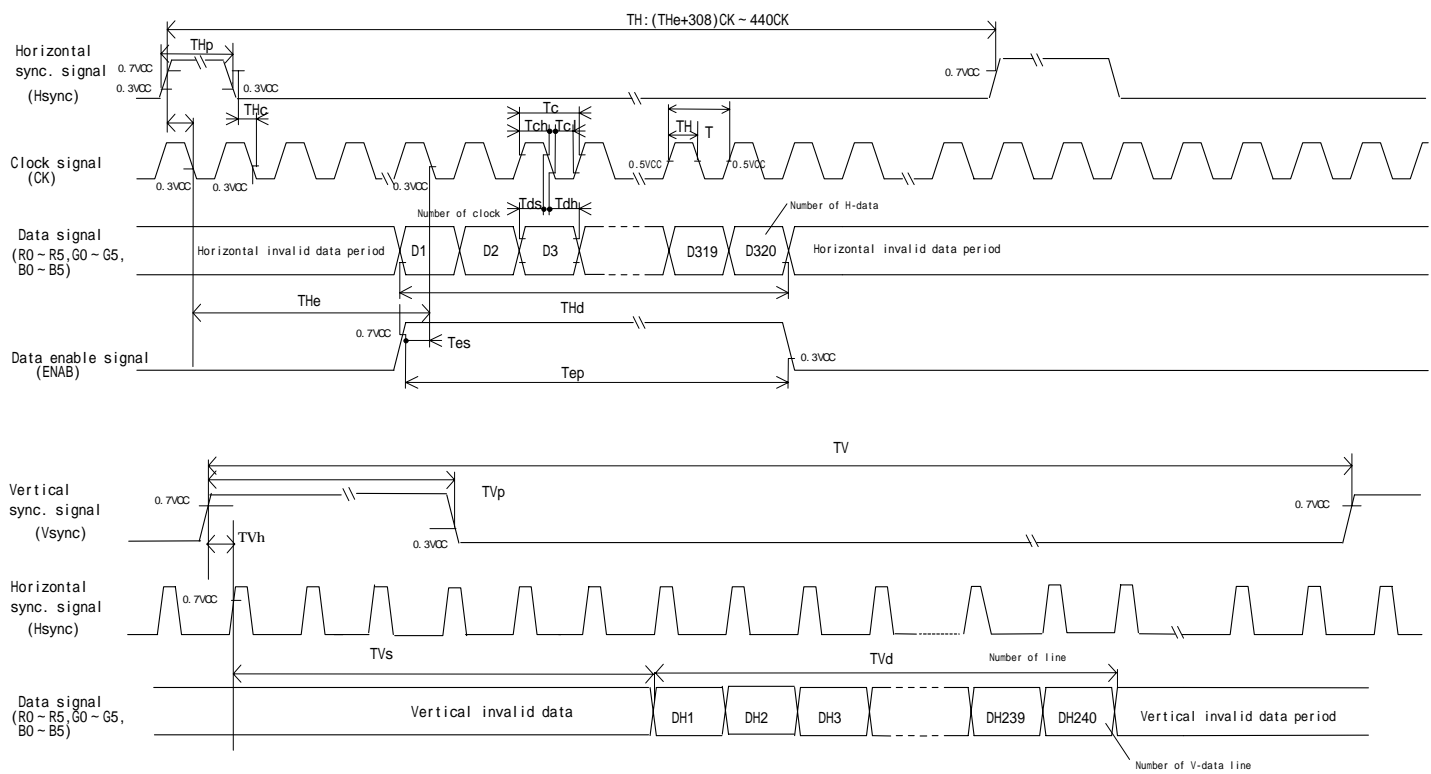 TH:(THe+308)CK~440CK
THp
Horizontal
sync. signal
(Hsync)
0.7VCC
0.3VCC
0.3VCC
0.7VCC
THc
Tc
Tch
Tcl
TH
T
Clock signal
(CK)
0.3VCC
0.3VCC
0.3VCC
0.5VCC
0.5VCC
Tds
Tdh
Number of clock
Number of H-data
Data signal
(R0~R5,G0~G5,
B0~B5)
Horizontal invalid data period
D1
D2
D3
D319
D320
Horizontal invalid data period
THe
THd
0.7VCC
Tes
Data enable signal
(ENAB)
0.3VCC
Tep
TV
TVp
Vertical
sync. signal
(Vsync)
0.7VCC
0.7VCC
TVh
0.3VCC
Horizontal
sync. signal
(Hsync)
0.7VCC
TVs
TVd
Number of line
Data signal
(R0~R5,G0~G5,
B0~B5)
Vertical invalid data
DH1
DH2
DH3
DH239
DH240
Vertical invalid data period
Number of V-data line